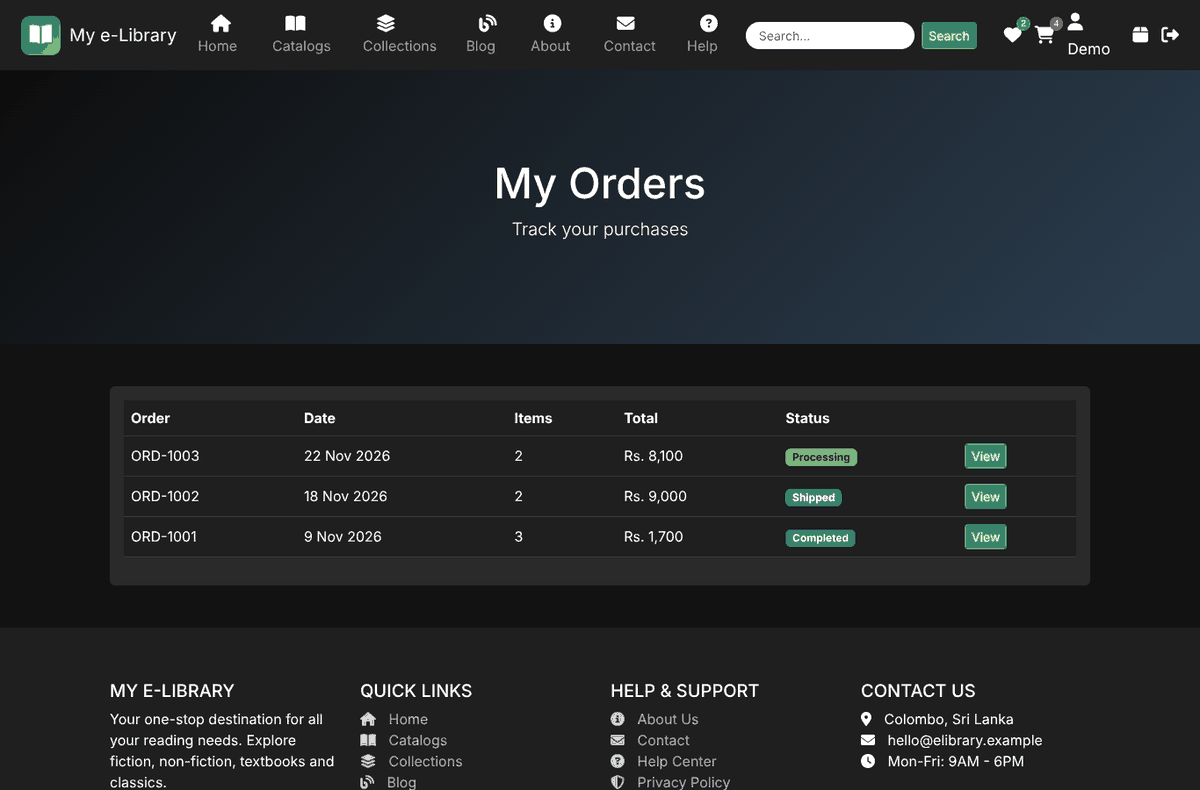 My e-Library
Home
Catalogs
Collections
Blog
About
Contact
Help
Search...
Search
2
4
Demo
My Orders
Track your purchases
Order Date Items Total Status
ORD-1003 22 Nov 2026 2 Rs. 8,100 Processing View
ORD-1002 18 Nov 2026 2 Rs. 9,000 Shipped View
ORD-1001 9 Nov 2026 3 Rs. 1,700 Completed View
MY E-LIBRARY
Your one-stop destination for all
your reading needs. Explore
fiction, non-fiction, textbooks and
classics.
QUICK LINKS
Home
Catalogs
Collections
Blog
HELP & SUPPORT
About Us
Contact
Help Center
Privacy Policy
CONTACT US
Colombo, Sri Lanka
hello@elibrary.example
Mon-Fri: 9AM - 6PM